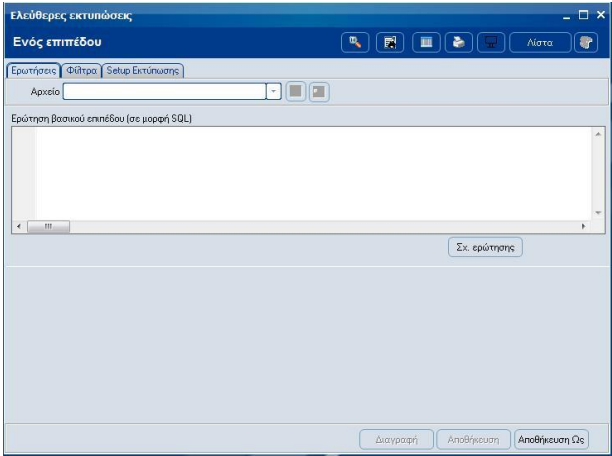 Ελεύθερες εκτυπώσεις
Ενός επιπέδου
Λίστα
Ερωτήσεις Φίλτρα Setup Εκτύπωσης
Αρχείο
Ερώτηση βασικού επιπέδου (σε μορφή SQL)
Σχ. ερώτησης
Διαγραφή Αποθήκευση Αποθήκευση Ως